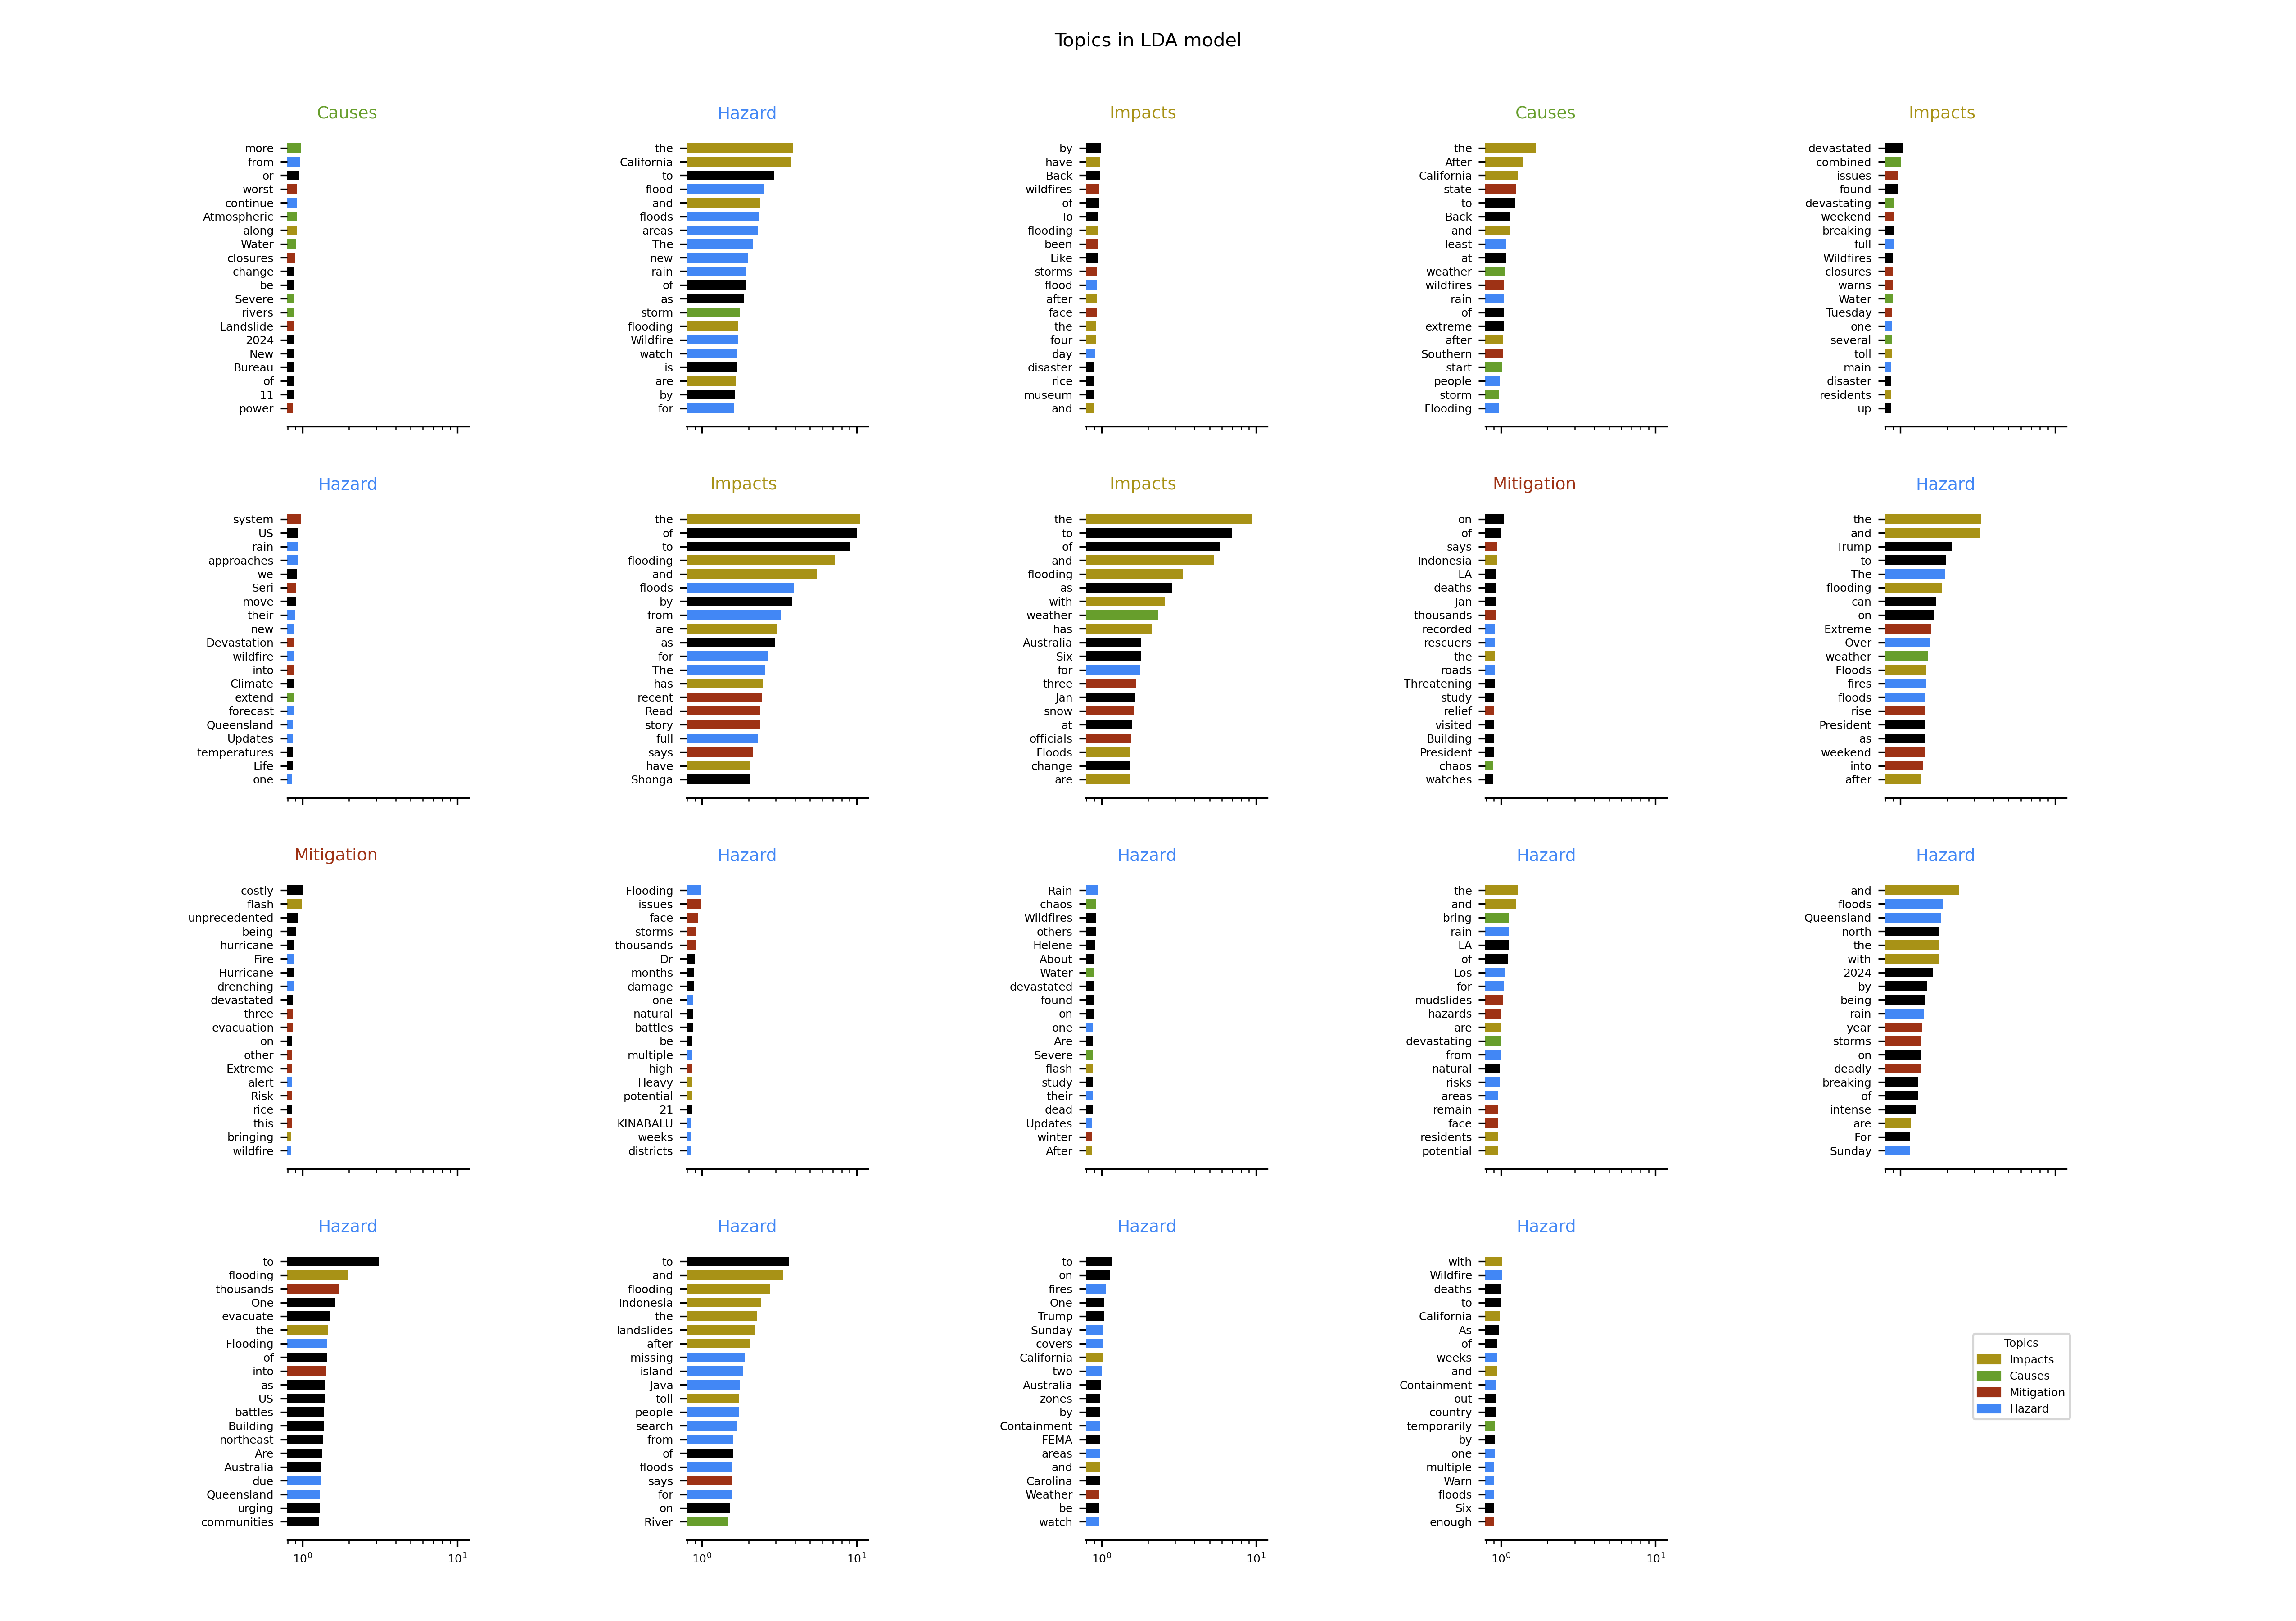 Topics in LDA model
Causes
more
from
or
worst
continue
Atmospheric
along
Water
closures
change
be
Severe
rivers
Landslide
2024
New
Bureau
of
11
power
Hazard
the
California
to
flood
and
floods
areas
The
new
rain
of
as
storm
flooding
Wildfire
watch
is
are
by
for
Impacts
by
have
Back
wildfires
of
To
flooding
been
Like
storms
flood
after
face
the
four
day
disaster
rice
museum
and
Causes
the
After
California
state
to
Back
and
least
at
weather
wildfires
rain
of
extreme
after
Southern
start
people
storm
Flooding
Impacts
devastated
combined
issues
found
devastating
weekend
breaking
full
Wildfires
closures
warns
Water
Tuesday
one
several
toll
main
disaster
residents
up
Hazard
system
US
rain
approaches
we
Seri
move
their
new
Devastation
wildfire
into
Climate
extend
forecast
Queensland
Updates
temperatures
Life
one
Impacts
the
of
to
flooding
and
floods
by
from
are
as
for
The
has
recent
Read
story
full
says
have
Shonga
Impacts
the
to
of
and
flooding
as
with
weather
has
Australia
Six
for
three
Jan
snow
at
officials
Floods
change
are
Mitigation
on
of
says
Indonesia
LA
deaths
Jan
thousands
recorded
rescuers
the
roads
Threatening
study
relief
visited
Building
President
chaos
watches
Hazard
the
and
Trump
to
The
flooding
can
on
Extreme
Over
weather
Floods
fires
floods
rise
President
as
weekend
into
after
Mitigation
costly
flash
unprecedented
being
hurricane
Fire
Hurricane
drenching
devastated
three
evacuation
on
other
Extreme
alert
Risk
rice
this
bringing
wildfire
Hazard
Flooding
issues
face
storms
thousands
Dr
months
damage
one
natural
battles
be
multiple
high
Heavy
potential
21
KINABALU
weeks
districts
Hazard
Rain
chaos
Wildfires
others
Helene
About
Water
devastated
found
on
one
Are
Severe
flash
study
their
dead
Updates
winter
After
Hazard
the
and
bring
rain
LA
of
Los
for
mudslides
hazards
are
devastating
from
natural
risks
areas
remain
face
residents
potential
Hazard
and
floods
Queensland
north
the
with
2024
by
being
rain
year
storms
on
deadly
breaking
of
intense
are
For
Sunday
Hazard
to
flooding
thousands
One
evacuate
the
Flooding
of
into
as
US
battles
Building
northeast
Are
Australia
due
Queensland
urging
communities
10⁰ 10¹
Hazard
to
and
flooding
Indonesia
the
landslides
after
missing
island
Java
toll
people
search
from
of
floods
says
for
on
River
10⁰ 10¹
Hazard
to
on
fires
One
Trump
Sunday
covers
California
two
Australia
zones
by
Containment
FEMA
areas
and
Carolina
Weather
be
watch
10⁰ 10¹
Hazard
with
Wildfire
deaths
to
California
As
of
weeks
and
Containment
out
country
temporarily
by
one
multiple
Warn
floods
Six
enough
10⁰ 10¹
Topics
Impacts
Causes
Mitigation
Hazard